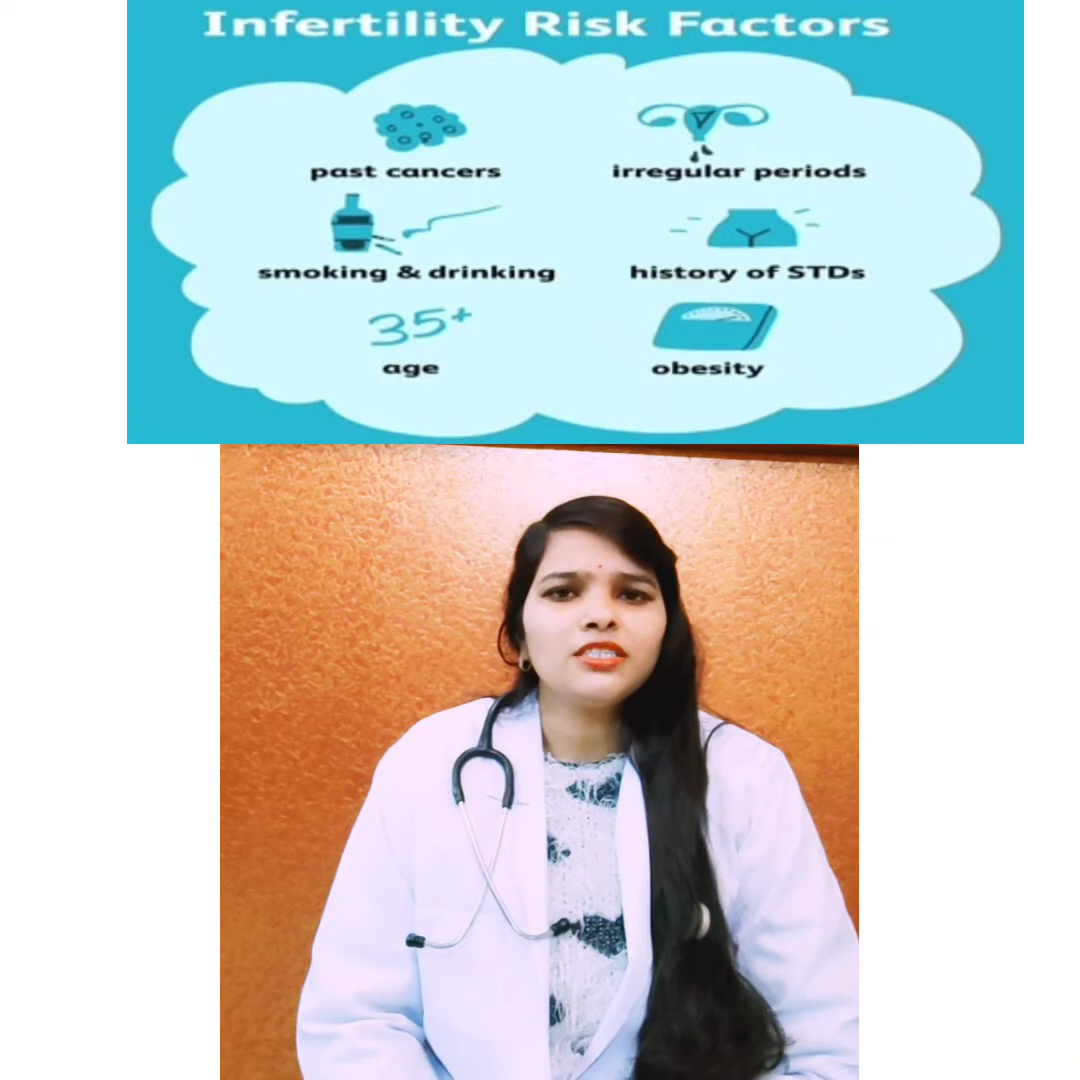 Infertility Risk Factors
past cancers
irregular periods
smoking & drinking
history of STDs
35+
age
obesity